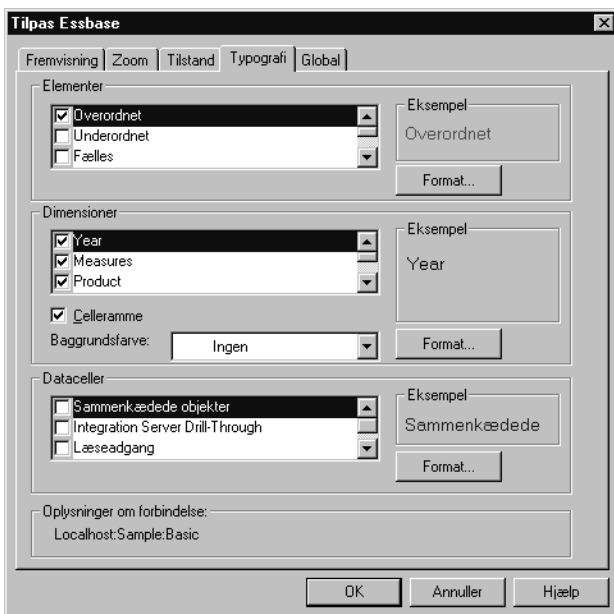 Tilpas Essbase
Fremvisning Zoom Tilstand Typografi Global
Elementer
Overordnet
Underordnet
Fælles
Eksempel
Overordnet
Format...
Dimensioner
Year
Measures
Product
Celleramme
Baggrundsfarve: Ingen
Eksempel
Year
Format...
Dataceller
Sammenkædede objekter
Integration Server Drill-Through
Læseadgang
Eksempel
Sammenkædede
Format...
Oplysninger om forbindelse:
Localhost:Sample:Basic
OK Annuller Hjælp